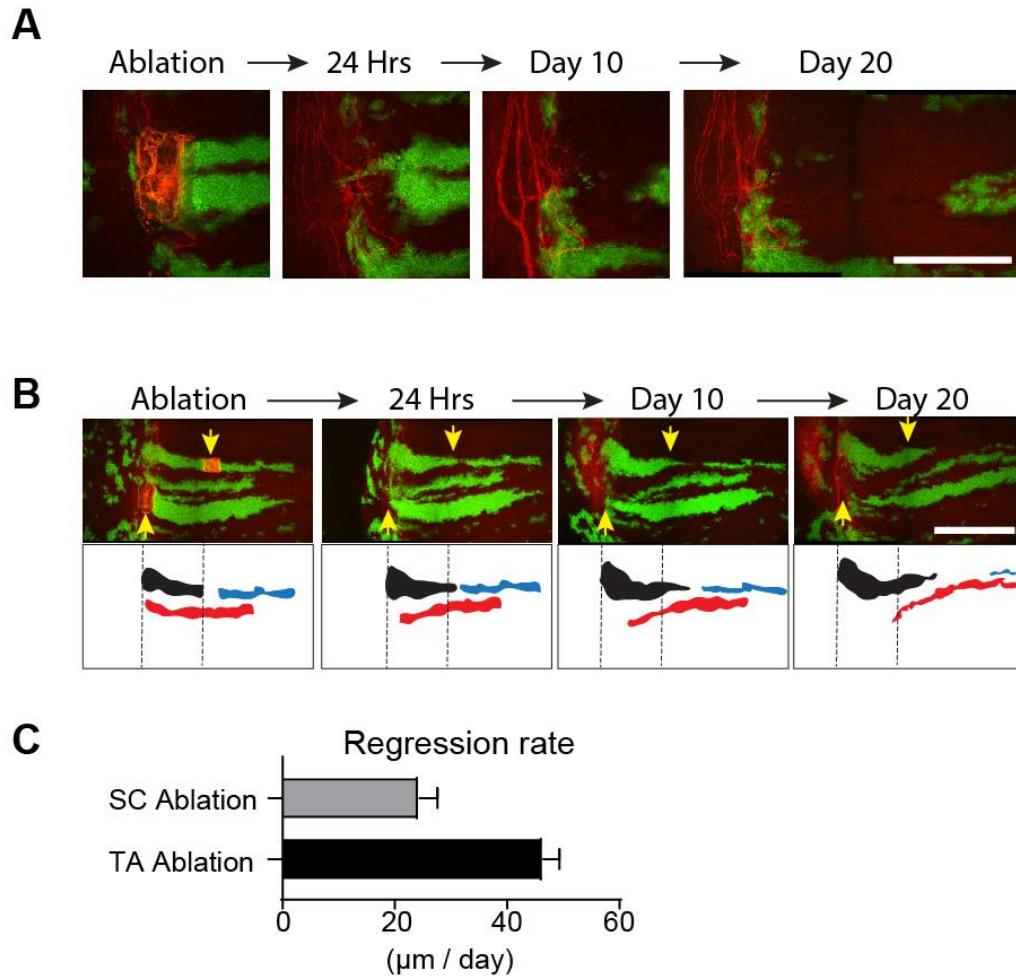 A
Ablation → 24 Hrs → Day 10 → Day 20
B
Ablation → 24 Hrs → Day 10 → Day 20
C
Regression rate
SC Ablation
TA Ablation
0 20 40 60
(µm / day)